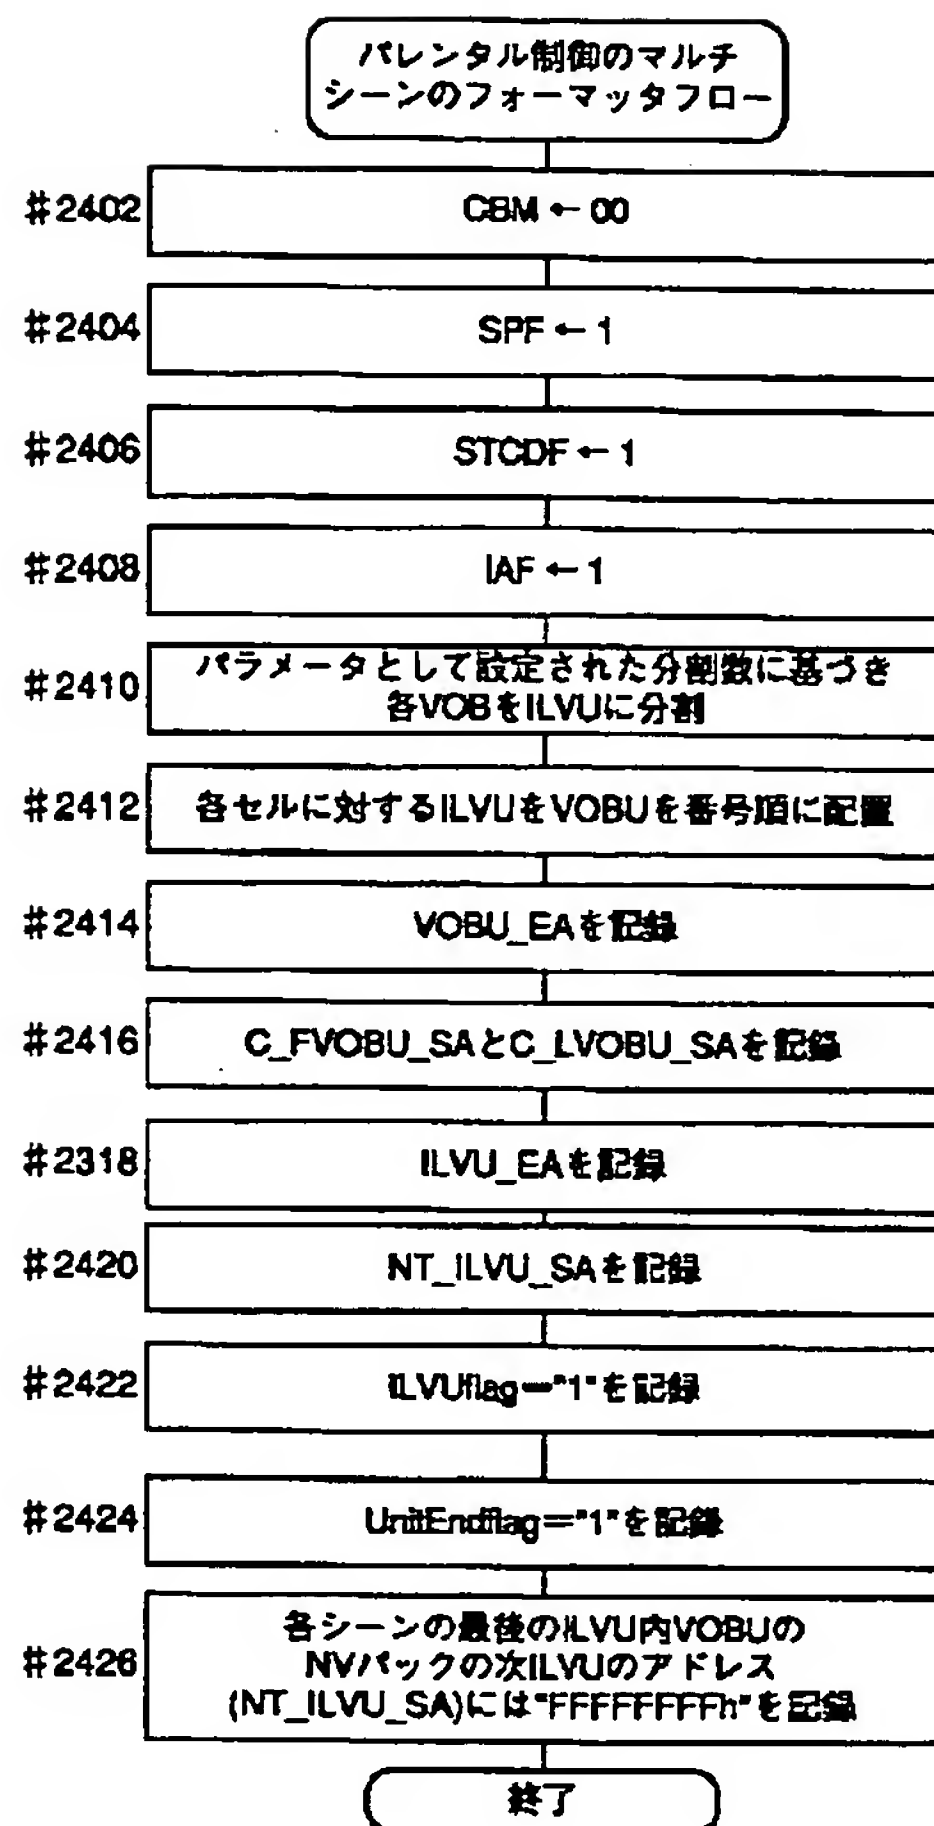 パレンタル制御のマルチ
シーンのフォーマッタフロー
#2402
CBM ← 00
#2404
SPF ← 1
#2406
STCDF ← 1
#2408
IAF ← 1
#2410
パラメータとして設定された分割数に基づき
各VOBをILVUに分割
#2412
各セルに対するILVUをVOBUを番号順に配置
#2414
VOBU_EAを記録
#2416
C_FVOBU_SAとC_LVOBU_SAを記録
#2318
ILVU_EAを記録
#2420
NT_ILVU_SAを記録
#2422
ILVUflag="1"を記録
#2424
UnitEndflag="1"を記録
#2426
各シーンの最後のILVU内VOBUの
NVパックの次ILVUのアドレス
(NT_ILVU_SA)には"FFFFFFFFh"を記録
終了